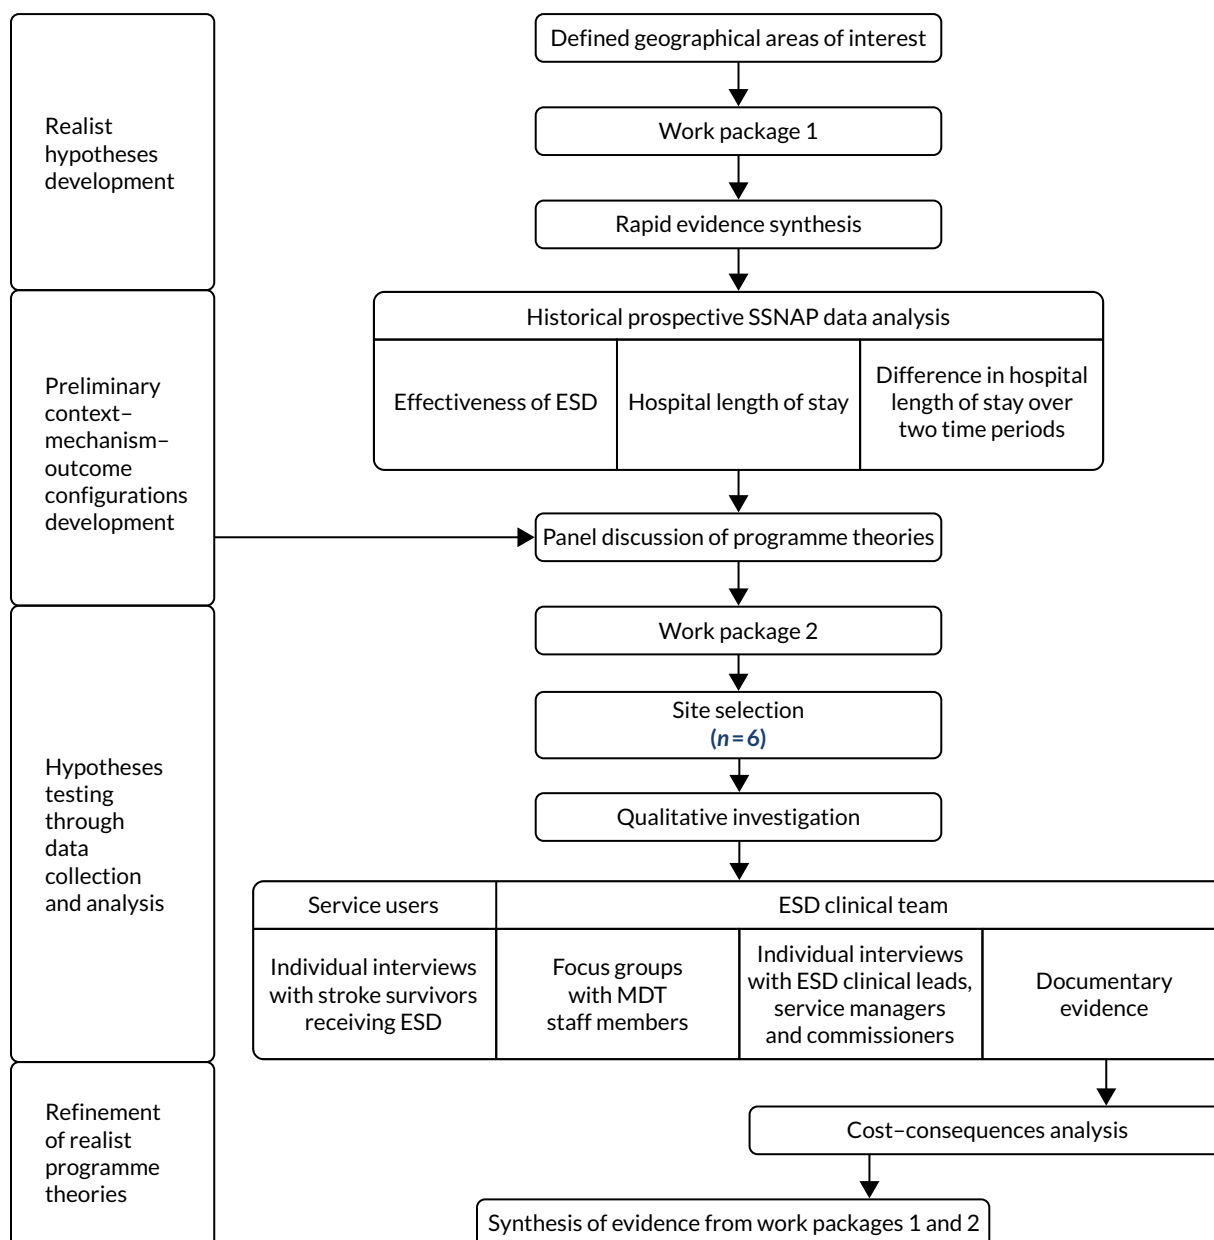 Realist
hypotheses
development
Preliminary
context–
mechanism–
outcome
configurations
development
Hypotheses
testing
through
data
collection
and analysis
Refinement
of realist
programme
theories
Defined geographical areas of interest
Work package 1
Rapid evidence synthesis
Historical prospective SSNAP data analysis
Effectiveness of ESD
Hospital length of stay
Difference in hospital
length of stay over
two time periods
Panel discussion of programme theories
Work package 2
Site selection
(n = 6)
Qualitative investigation
Service users
ESD clinical team
Individual interviews
with stroke survivors
receiving ESD
Focus groups
with MDT
staff members
Individual interviews
with ESD clinical leads,
service managers
and commissioners
Documentary
evidence
Cost–consequences analysis
Synthesis of evidence from work packages 1 and 2